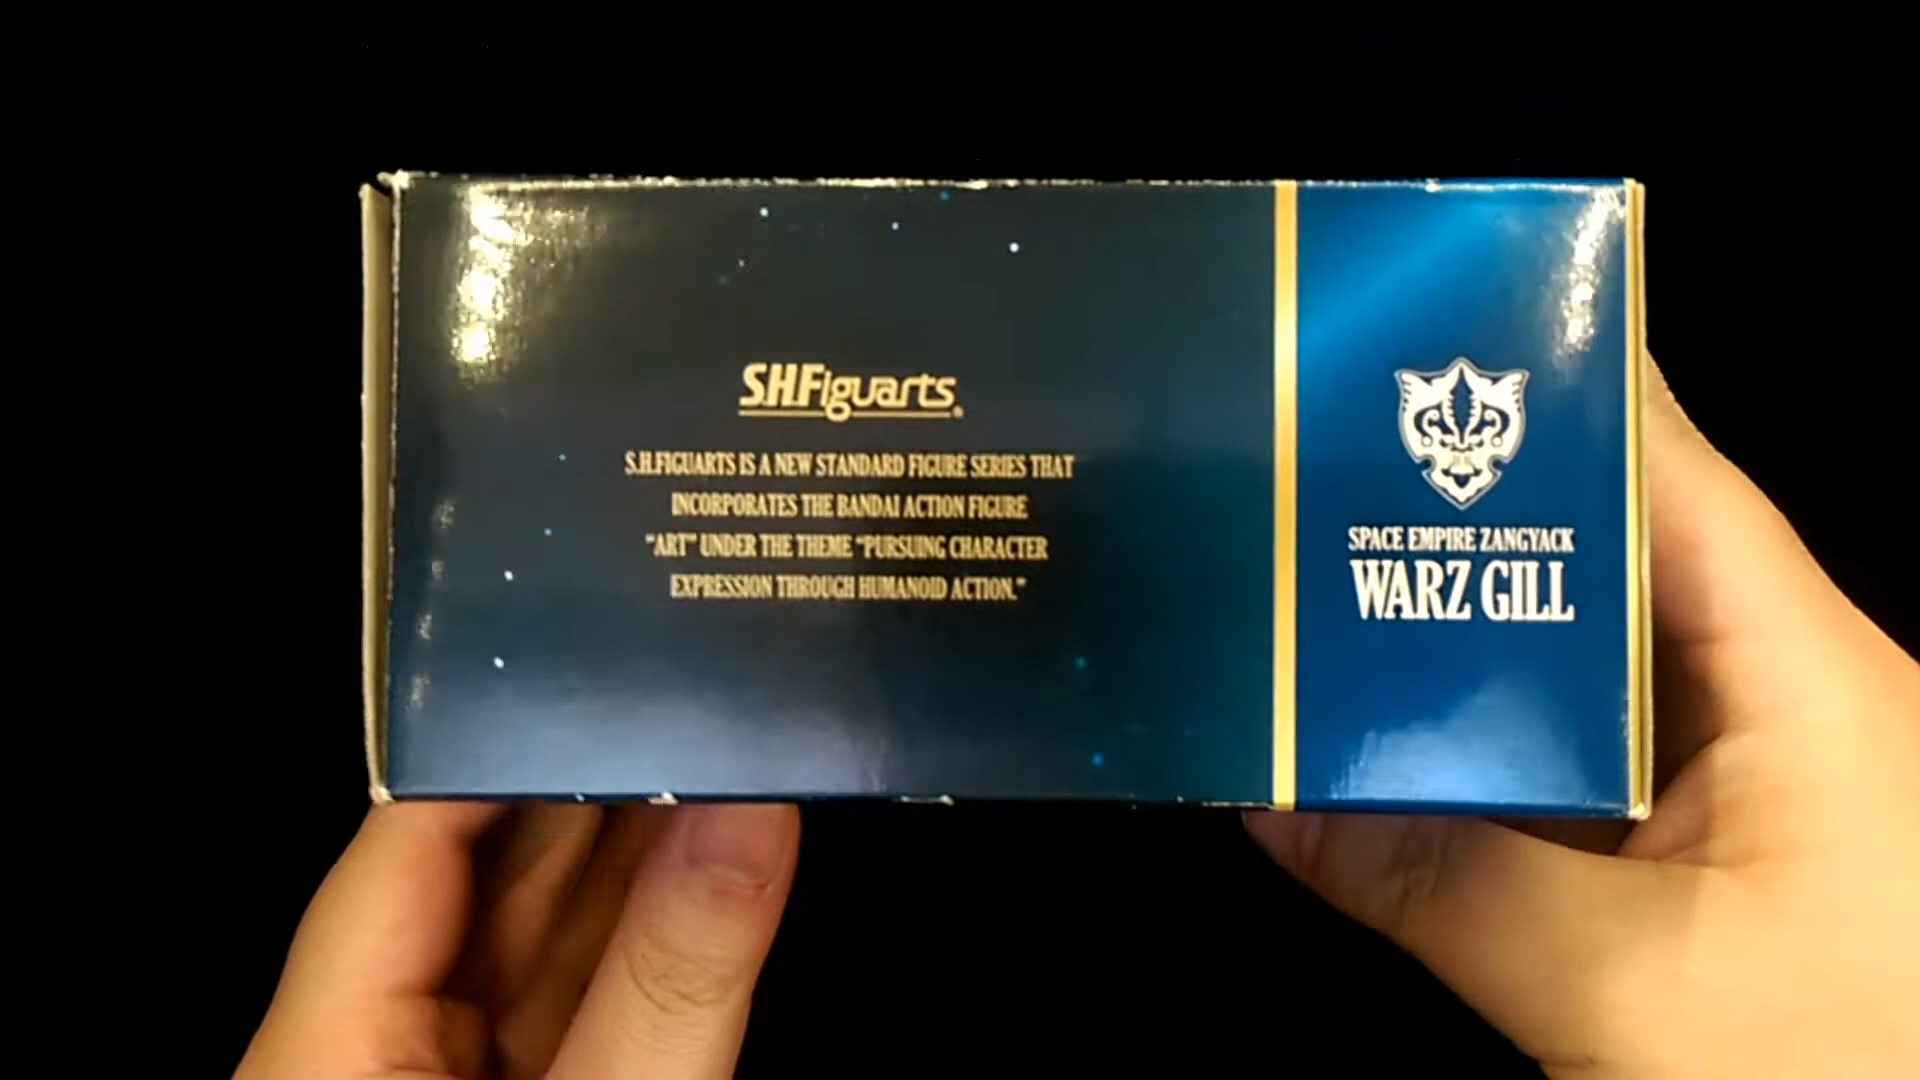 S.H.Figuarts
S.H.FIGUARTS IS A NEW STANDARD FIGURE SERIES THAT
INCORPORATES THE BANDAI ACTION FIGURE
“ART” UNDER THE THEME “PURSUING CHARACTER
EXPRESSION THROUGH HUMANOID ACTION.”
SPACE EMPIRE ZANGYACK
WARZ GILL